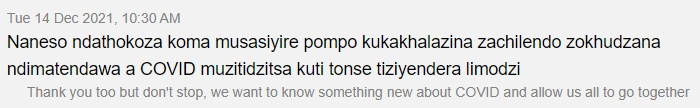 Tue 14 Dec 2021, 10:30 AM
Naneso ndathokoza koma musasiyire pompo kukakhalazina zachilendo zokhudzana
ndimatendawa a COVID muzitidzitsa kuti tonse tiziyendera limodzi
Thank you too but don't stop, we want to know something new about COVID and allow us all to go together